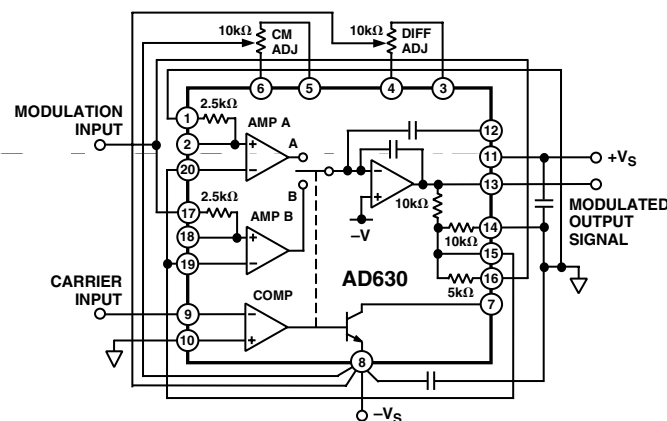 10kΩ
CM
ADJ
10kΩ
DIFF
ADJ
6
5
4
3
MODULATION
INPUT
1
2.5kΩ
AMP A
A
12
2
+
−
20
11
+VS
B
−
+
13
17
2.5kΩ
AMP B
10kΩ
MODULATED
OUTPUT
SIGNAL
18
+
−
−V
10kΩ
14
19
15
CARRIER
INPUT
AD630
5kΩ
16
COMP
9
−
+
7
10
8
−VS